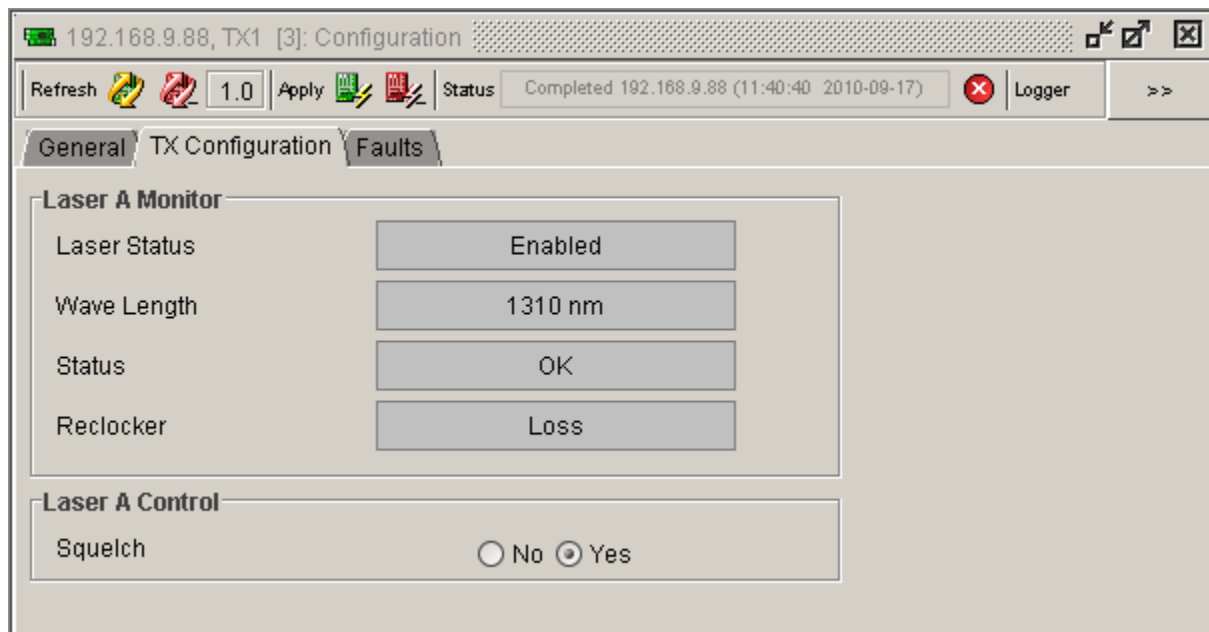 192.168.9.88, TX1 [3]: Configuration
Refresh 1.0 Apply Status Completed 192.168.9.88 (11:40:40 2010-09-17) Logger >>
General TX Configuration Faults
Laser A Monitor
Laser Status Enabled
Wave Length 1310 nm
Status OK
Reclocker Loss
Laser A Control
Squelch No Yes